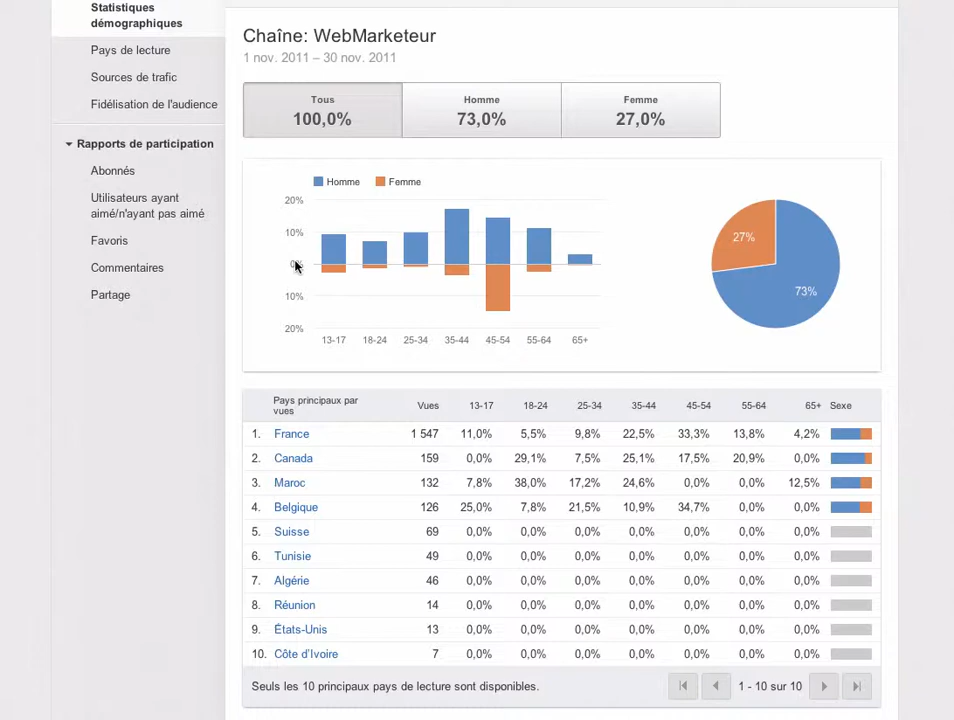 Statistiques
démographiques
Pays de lecture
Sources de trafic
Fidélisation de l'audience
Rapports de participation
Abonnés
Utilisateurs ayant
aimé/n'ayant pas aimé
Favoris
Commentaires
Partage
Chaîne: WebMarketeur
1 nov. 2011 – 30 nov. 2011
Tous Homme Femme
100,0% 73,0% 27,0%
Homme Femme
20%
10%
0%
10%
20%
13-17 18-24 25-34 35-44 45-54 55-64 65+
27%
73%
Pays principaux par
vues
Vues 13-17 18-24 25-34 35-44 45-54 55-64 65+ Sexe
1. France 1 547 11,0% 5,5% 9,8% 22,5% 33,3% 13,8% 4,2%
2. Canada 159 0,0% 29,1% 7,5% 25,1% 17,5% 20,9% 0,0%
3. Maroc 132 7,8% 38,0% 17,2% 24,6% 0,0% 0,0% 12,5%
4. Belgique 126 25,0% 7,8% 21,5% 10,9% 34,7% 0,0% 0,0%
5. Suisse 69 0,0% 0,0% 0,0% 0,0% 0,0% 0,0% 0,0%
6. Tunisie 49 0,0% 0,0% 0,0% 0,0% 0,0% 0,0% 0,0%
7. Algérie 46 0,0% 0,0% 0,0% 0,0% 0,0% 0,0% 0,0%
8. Réunion 14 0,0% 0,0% 0,0% 0,0% 0,0% 0,0% 0,0%
9. États-Unis 13 0,0% 0,0% 0,0% 0,0% 0,0% 0,0% 0,0%
10. Côte d'Ivoire 7 0,0% 0,0% 0,0% 0,0% 0,0% 0,0% 0,0%
Seuls les 10 principaux pays de lecture sont disponibles.
1 - 10 sur 10